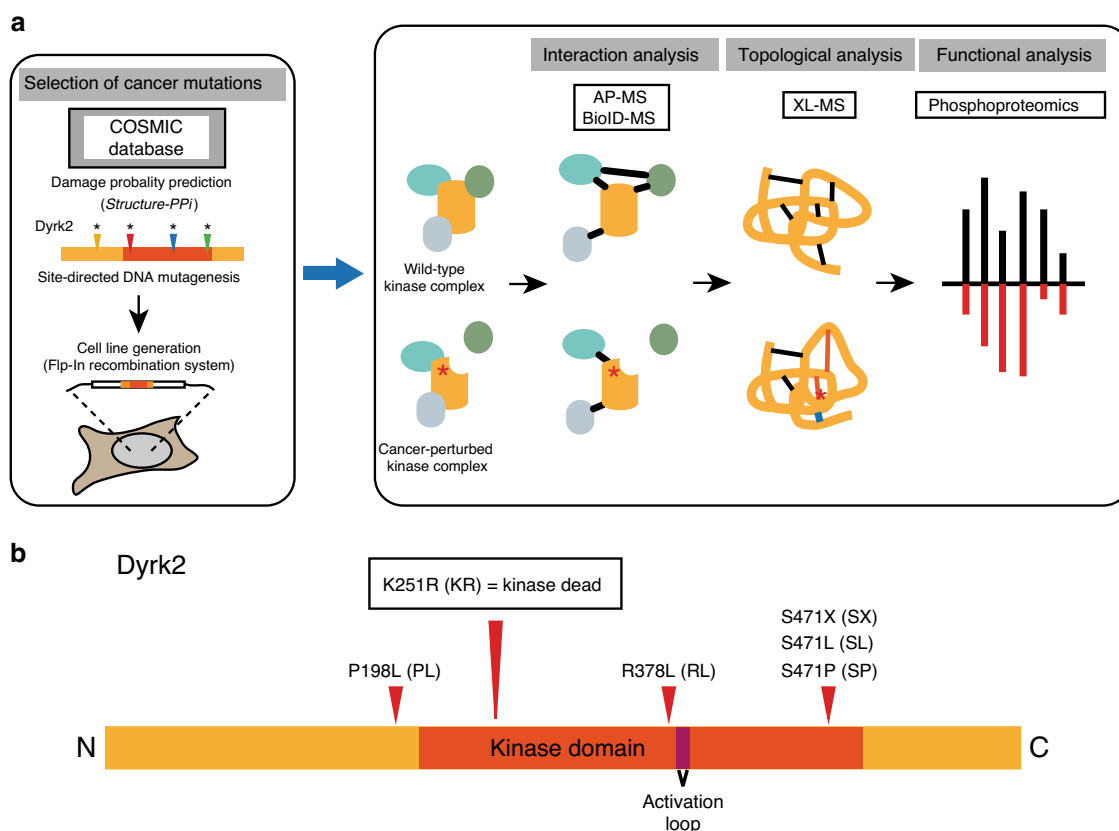 a
Selection of cancer mutations
COSMIC
database
Damage probality prediction
(Structure-PPi)
Dyrk2
* * * *
Site-directed DNA mutagenesis
Cell line generation
(Flp-In recombination system)
Interaction analysis
Topological analysis
Functional analysis
AP-MS
BioID-MS
XL-MS
Phosphoproteomics
Wild-type
kinase complex
*
*
*
Cancer-perturbed
kinase complex
b
Dyrk2
K251R (KR) = kinase dead
S471X (SX)
S471L (SL)
P198L (PL)
R378L (RL)
S471P (SP)
N
Kinase domain
C
Activation
loop